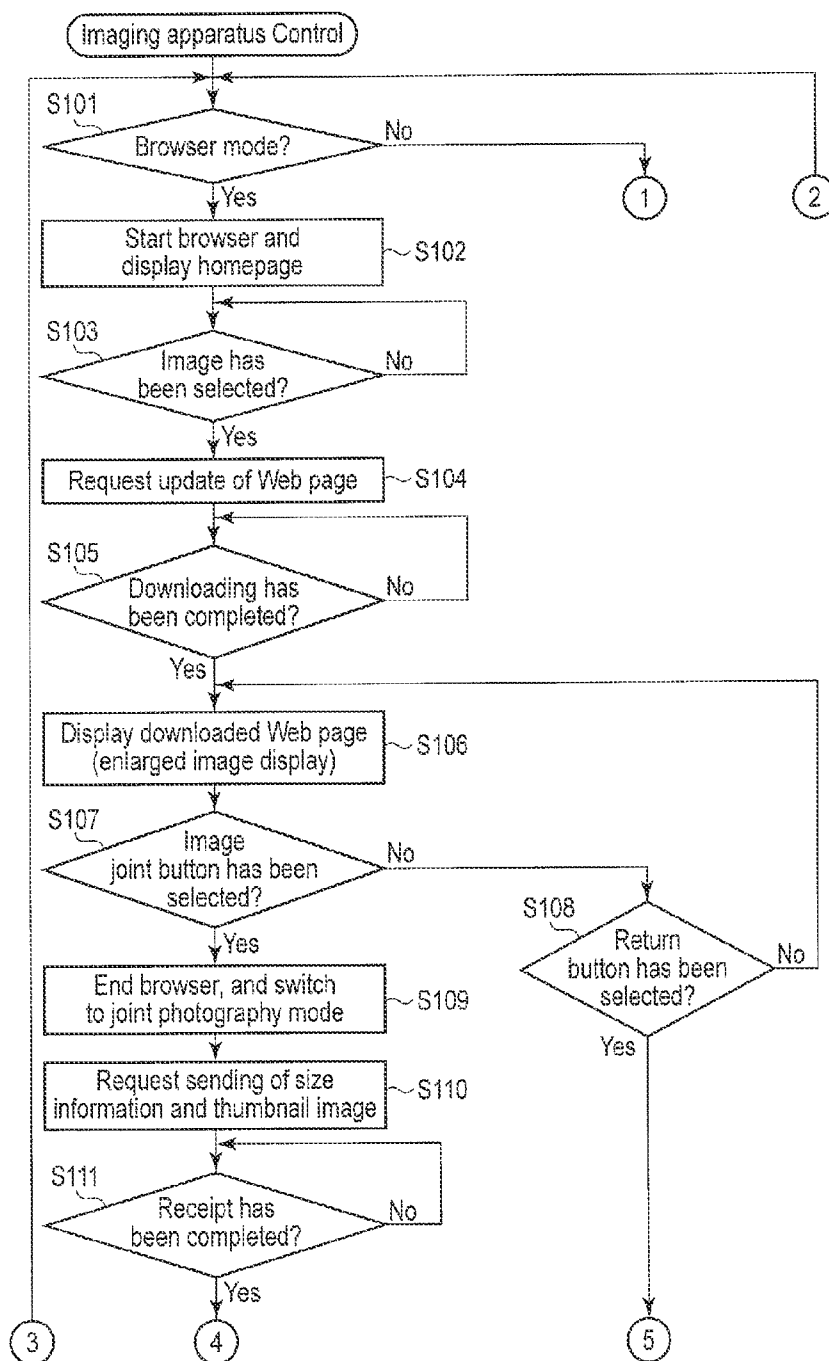 Imaging apparatus Control
S101
Browser mode?
No
Yes
1
2
Start browser and
display homepage
S102
S103
Image has
been selected?
No
Yes
Request update of Web page
S104
S105
Downloading has
been completed?
No
Yes
Display downloaded Web page
(enlarged image display)
S106
S107
Image
joint button has been
selected?
No
Yes
S108
Return
button has been
selected?
No
Yes
End browser, and switch
to joint photography mode
S109
Request sending of size
information and thumbnail image
S110
S111
Receipt has
been completed?
No
Yes
3
4
5